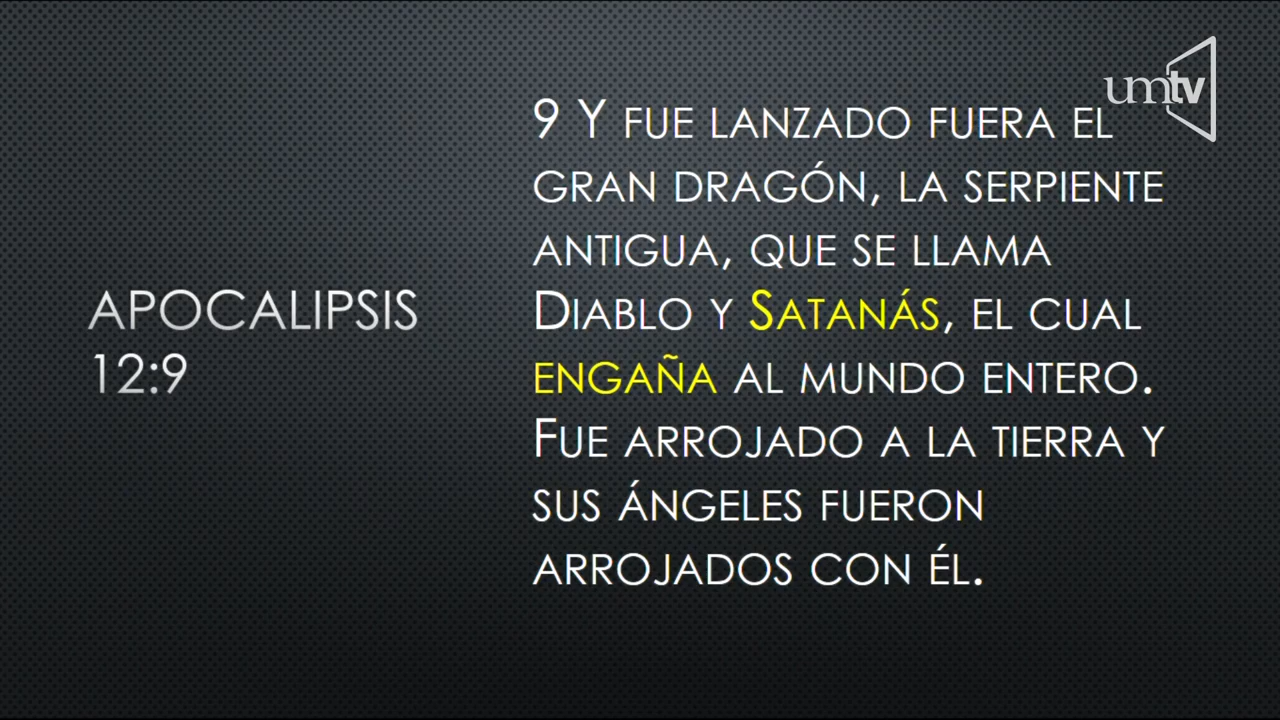 umtv
APOCALIPSIS
12:9
9 Y FUE LANZADO FUERA EL
GRAN DRAGÓN, LA SERPIENTE
ANTIGUA, QUE SE LLAMA
DIABLO Y SATANÁS, EL CUAL
ENGAÑA AL MUNDO ENTERO.
FUE ARROJADO A LA TIERRA Y
SUS ÁNGELES FUERON
ARROJADOS CON ÉL.